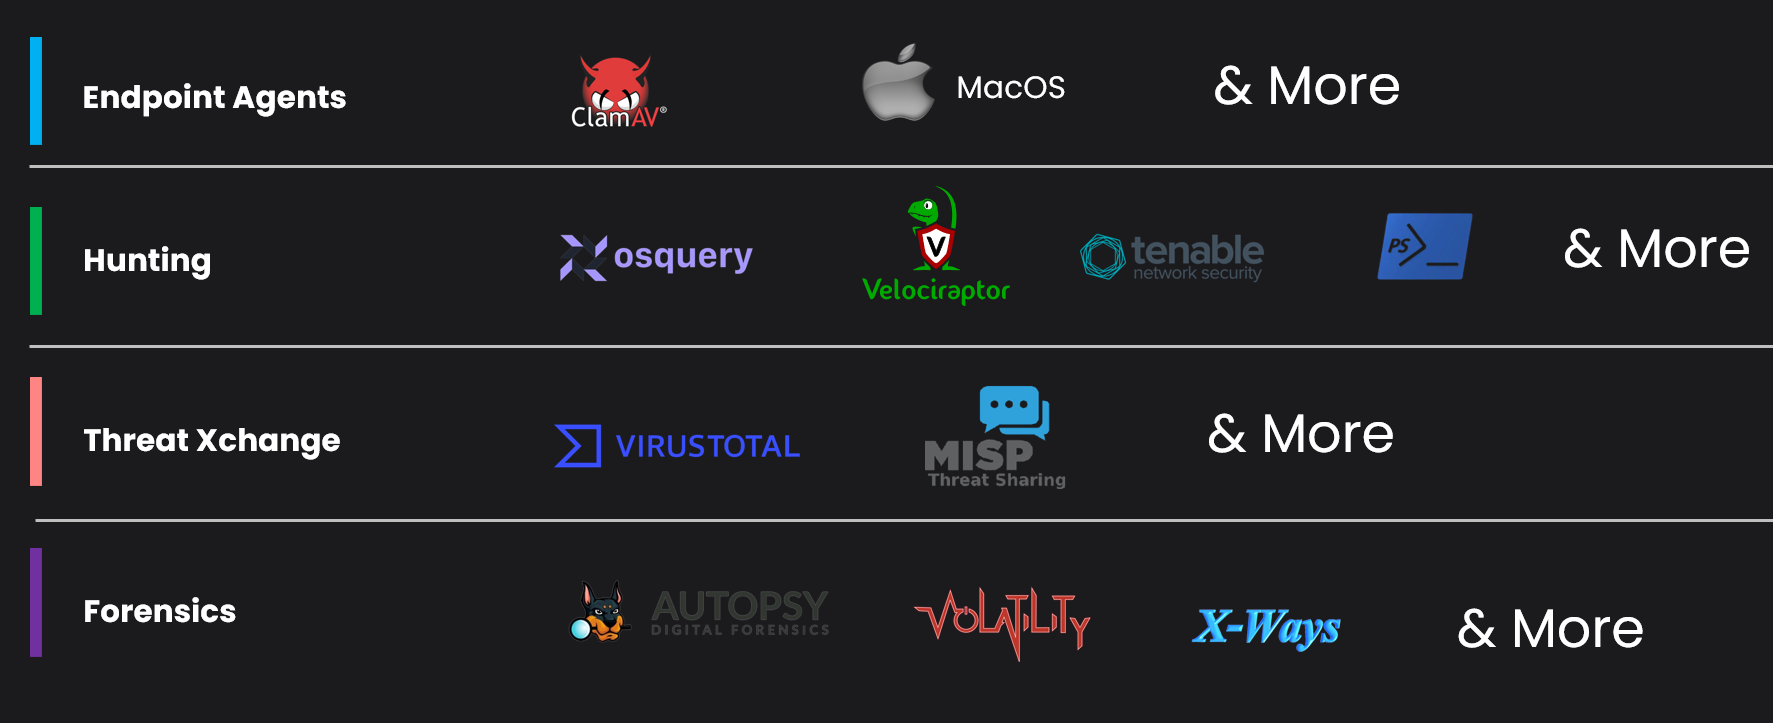 Endpoint Agents
ClamAV®
MacOS
& More
Hunting
osquery
V
Velociraptor
tenable
network security
PS
& More
Threat Xchange
VIRUSTOTAL
MISP
Threat Sharing
& More
Forensics
AUTOPSY
DIGITAL FORENSICS
VOLATILITY
X-Ways
& More